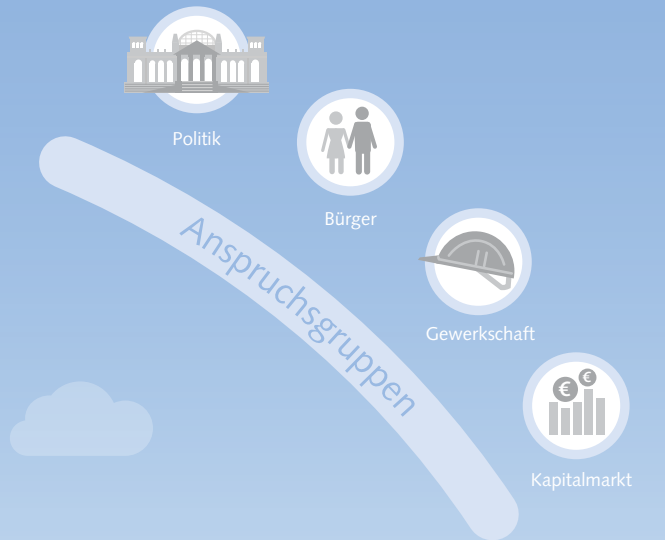 Politik
Bürger
Anspruchsgruppen
Gewerkschaft
€ €
Kapitalmarkt